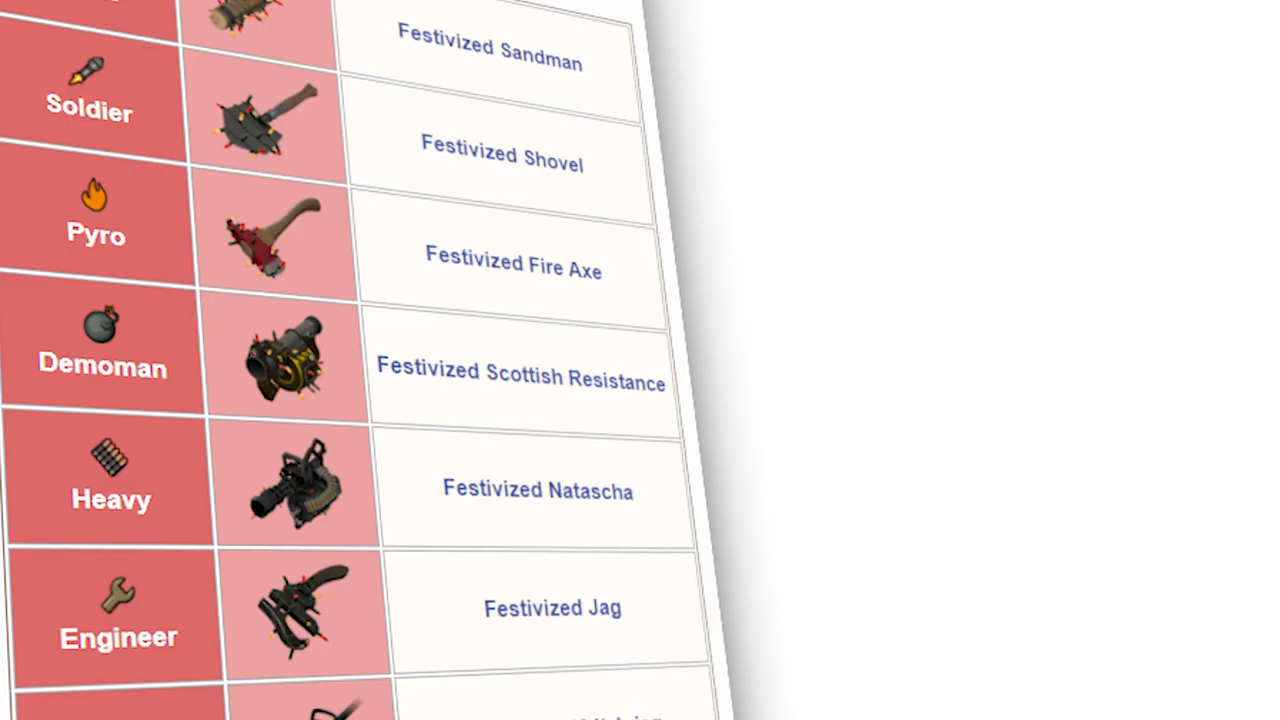 Festivized Sandman
Soldier
Festivized Shovel
Pyro
Festivized Fire Axe
Demoman
Festivized Scottish Resistance
Heavy
Festivized Natascha
Engineer
Festivized Jag